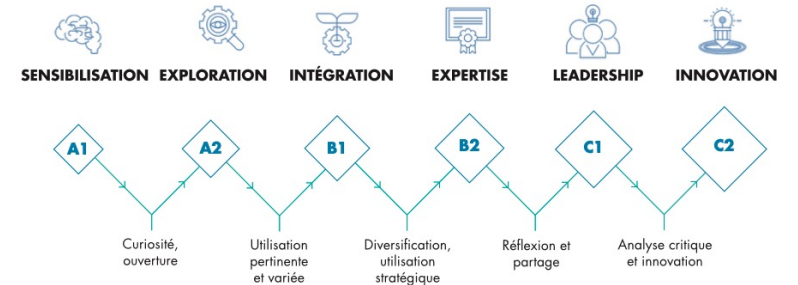 SENSIBILISATION EXPLORATION INTÉGRATION EXPERTISE LEADERSHIP INNOVATION
A1 A2 B1 B2 C1 C2
Curiosité,
ouverture
Utilisation
pertinente
et variée
Diversification,
utilisation
stratégique
Réflexion et
partage
Analyse critique
et innovation